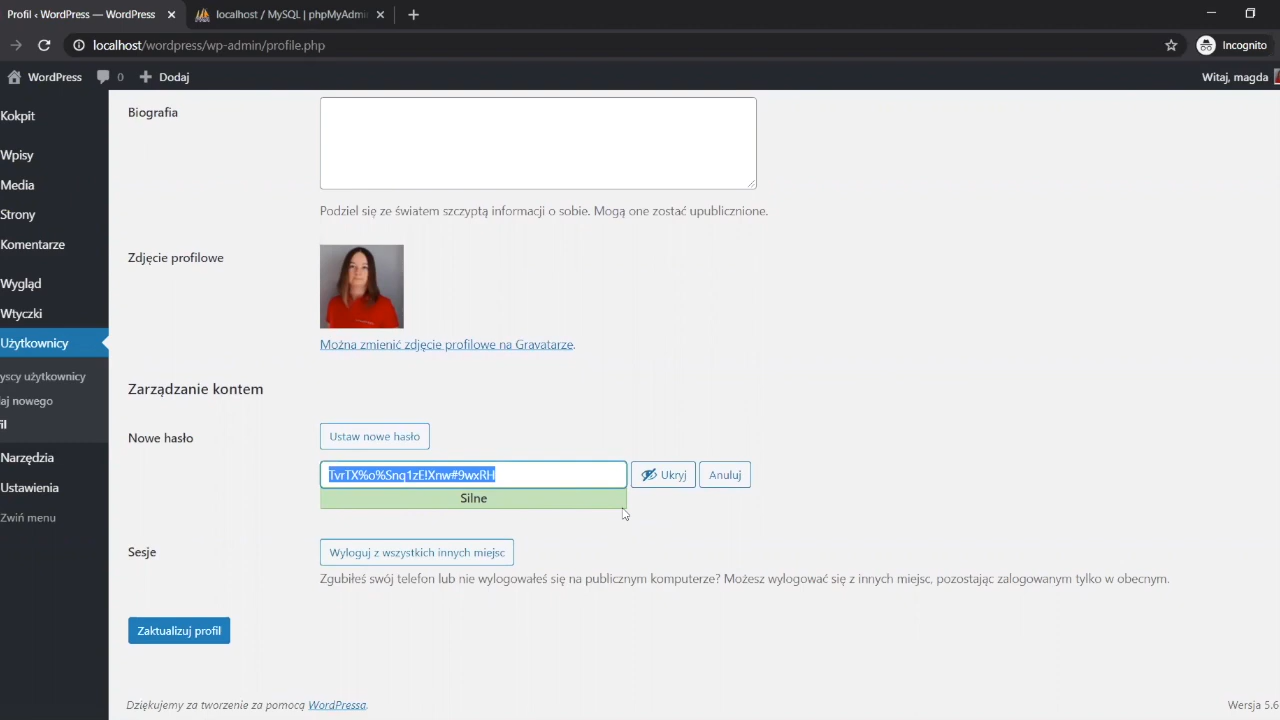 Profil ‹ WordPress — WordPress
localhost / MySQL | phpMyAdmi
localhost/wordpress/wp-admin/profile.php
Incognito
WordPress 0 Dodaj
Witaj, magda
Kokpit
Wpisy
Media
Strony
Komentarze
Wygląd
Wtyczki
Użytkownicy
yscy użytkownicy
aj nowego
il
Narzędzia
Ustawienia
Zwiń menu
Biografia
Podziel się ze światem szczyptą informacji o sobie. Mogą one zostać upublicznione.
Zdjęcie profilowe
Można zmienić zdjęcie profilowe na Gravatarze.
Zarządzanie kontem
Nowe hasło
Ustaw nowe hasło
TvrTX%o%Snq1zE!Xnw#9wxRH
Ukryj
Anuluj
Silne
Sesje
Wyloguj z wszystkich innych miejsc
Zgubiłeś swój telefon lub nie wylogowałeś się na publicznym komputerze? Możesz wylogować się z innych miejsc, pozostając zalogowanym tylko w obecnym.
Zaktualizuj profil
Dziękujemy za tworzenie za pomocą WordPressa.
Wersja 5.6